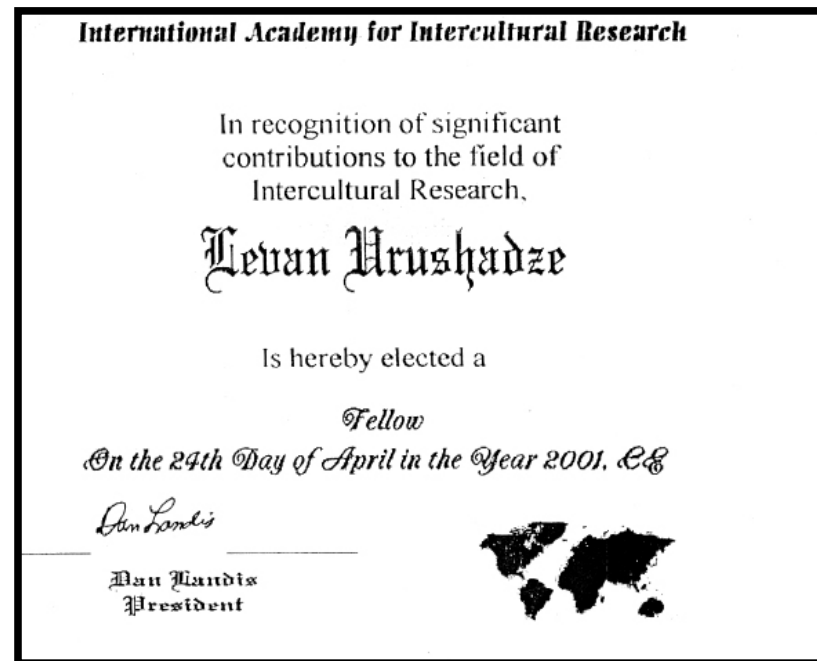 International Academy for Intercultural Research
In recognition of significant
contributions to the field of
Intercultural Research,
Levan Urushadze
Is hereby elected a
Fellow
On the 24th Day of April in the Year 2001, CE
Dan Landis
Dan Landis
President